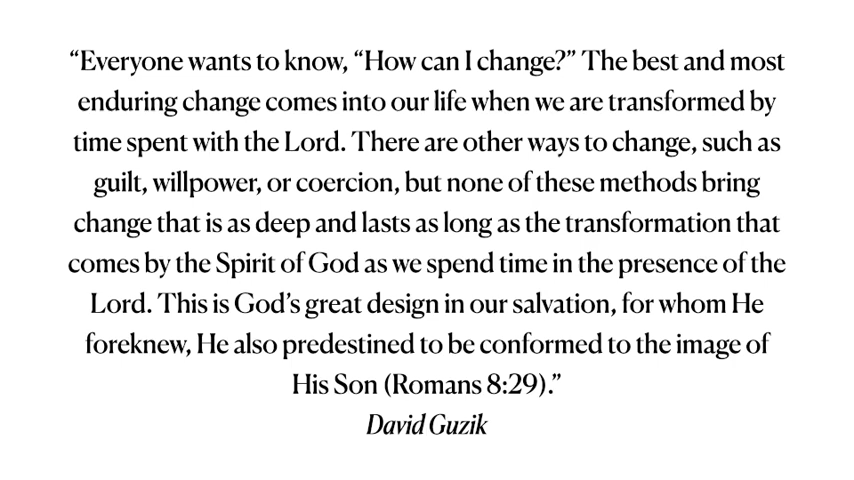 “Everyone wants to know, “How can I change?” The best and most
enduring change comes into our life when we are transformed by
time spent with the Lord. There are other ways to change, such as
guilt, willpower, or coercion, but none of these methods bring
change that is as deep and lasts as long as the transformation that
comes by the Spirit of God as we spend time in the presence of the
Lord. This is God’s great design in our salvation, for whom He
foreknew, He also predestined to be conformed to the image of
His Son (Romans 8:29).”
David Guzik